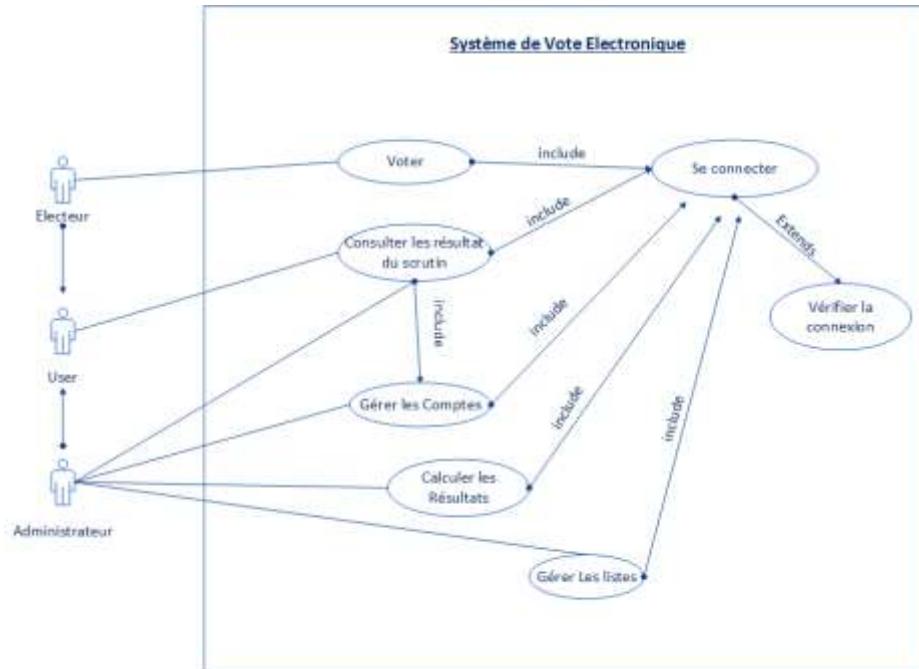 Système de Vote Electronique
Voter
include
Se connecter
Electeur
include
Consulter les résultat
du scrutin
Extends
include
include
Vérifier la
connexion
User
Gérer les Comptes
include
include
Calculer les
Résultats
Administrateur
Gérer Les listes